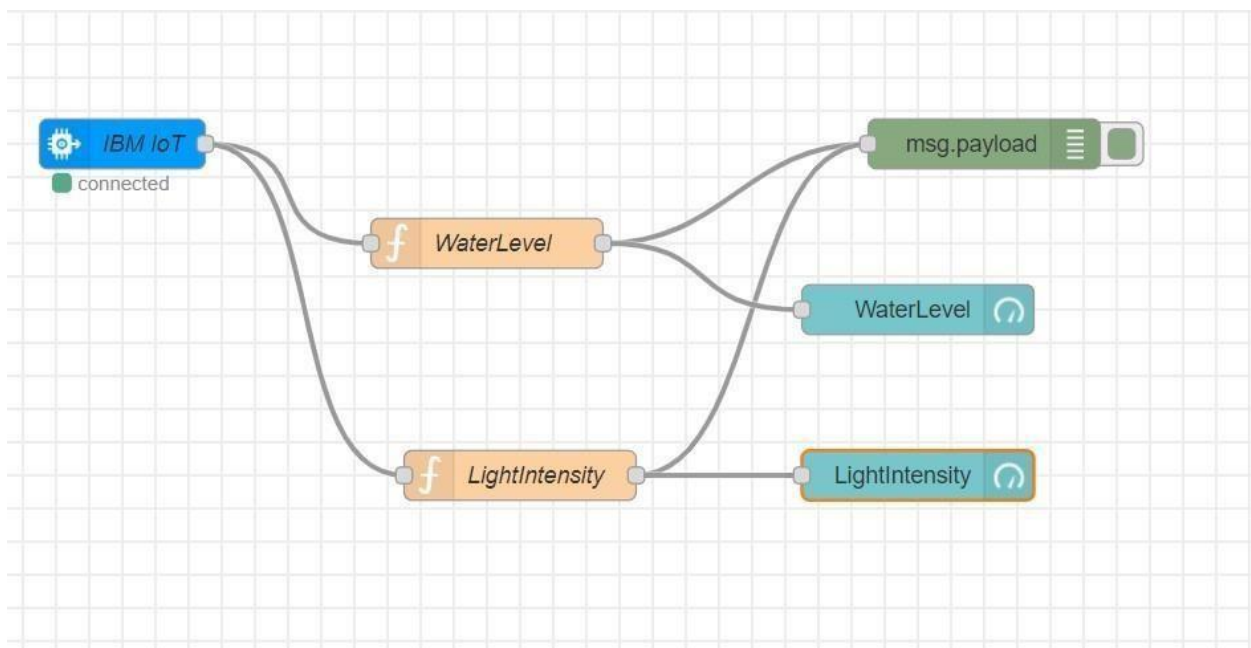 IBM IoT
msg.payload
connected
WaterLevel
WaterLevel
LightIntensity
LightIntensity